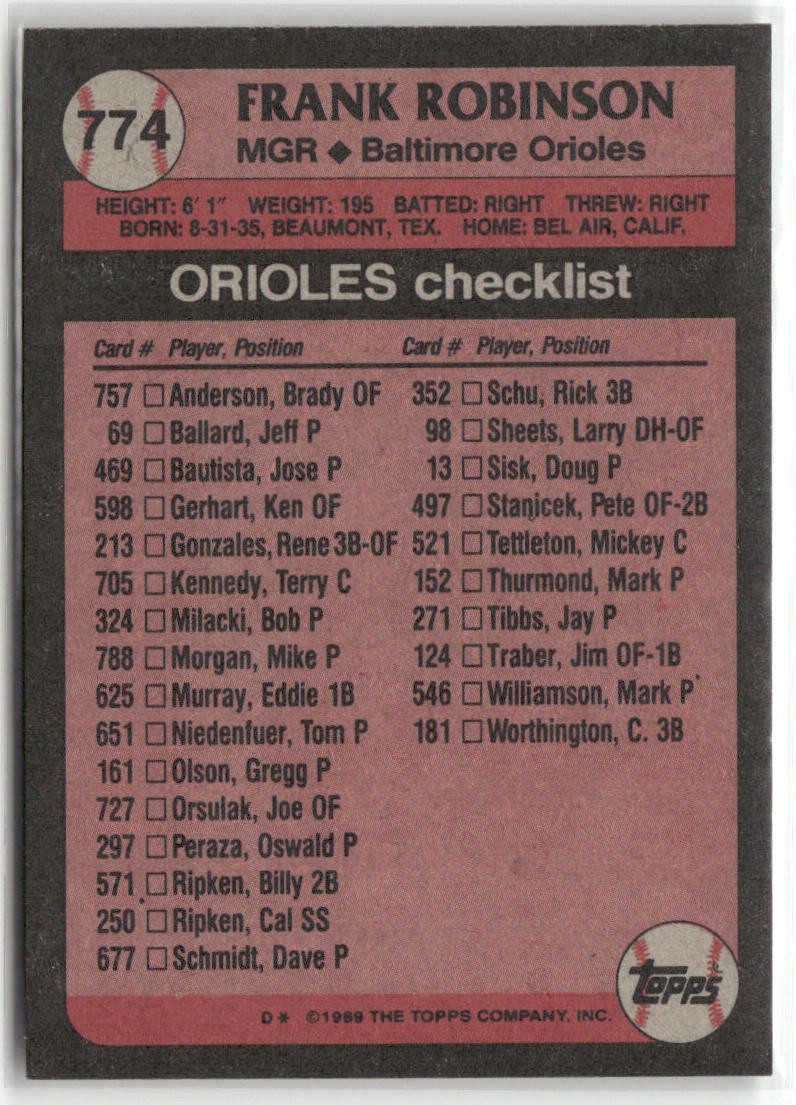 774
FRANK ROBINSON
MGR ◆ Baltimore Orioles
HEIGHT: 6' 1" WEIGHT: 195 BATTED: RIGHT THREW: RIGHT
BORN: 8-31-35, BEAUMONT, TEX. HOME: BEL AIR, CALIF.
ORIOLES checklist
Card # Player, Position
757 □ Anderson, Brady OF
69 □ Ballard, Jeff P
469 □ Bautista, Jose P
598 □ Gerhart, Ken OF
213 □ Gonzales, Rene 3B-OF
705 □ Kennedy, Terry C
324 □ Milacki, Bob P
788 □ Morgan, Mike P
625 □ Murray, Eddie 1B
651 □ Niedenfuer, Tom P
161 □ Olson, Gregg P
727 □ Orsulak, Joe OF
297 □ Peraza, Oswald P
571 □ Ripken, Billy 2B
250 □ Ripken, Cal SS
677 □ Schmidt, Dave P
Card # Player, Position
352 □ Schu, Rick 3B
98 □ Sheets, Larry DH-OF
13 □ Sisk, Doug P
497 □ Stanicek, Pete OF-2B
521 □ Tettleton, Mickey C
152 □ Thurmond, Mark P
271 □ Tibbs, Jay P
124 □ Traber, Jim OF-1B
546 □ Williamson, Mark P
181 □ Worthington, C. 3B
topps
D* ©1989 THE TOPPS COMPANY, INC.